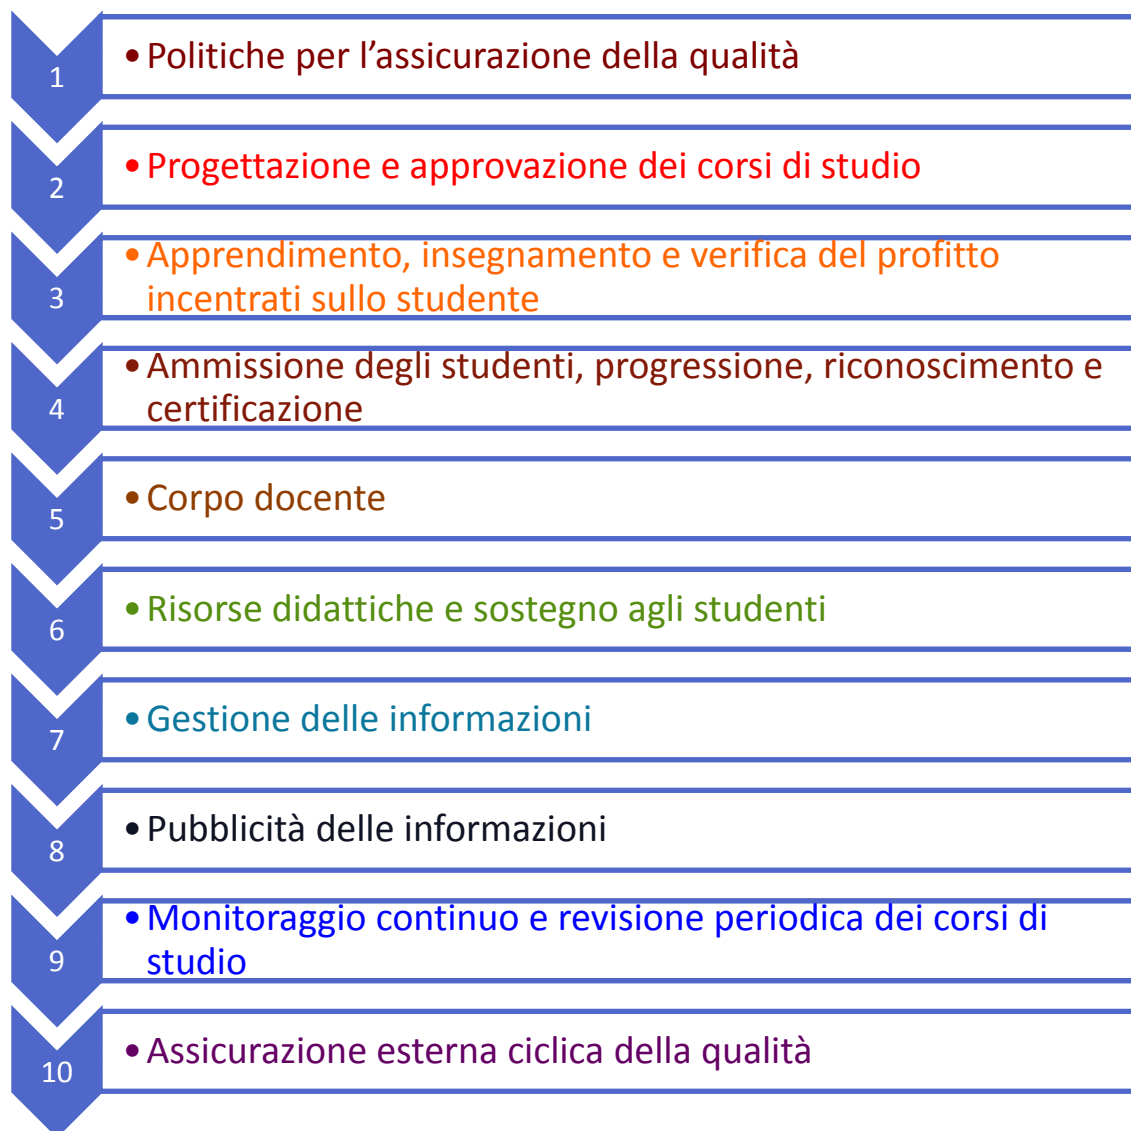 1
• Politiche per l’assicurazione della qualità
2
• Progettazione e approvazione dei corsi di studio
3
• Apprendimento, insegnamento e verifica del profitto
incentrati sullo studente
4
• Ammissione degli studenti, progressione, riconoscimento e
certificazione
5
• Corpo docente
6
• Risorse didattiche e sostegno agli studenti
7
• Gestione delle informazioni
8
• Pubblicità delle informazioni
9
• Monitoraggio continuo e revisione periodica dei corsi di
studio
10
• Assicurazione esterna ciclica della qualità